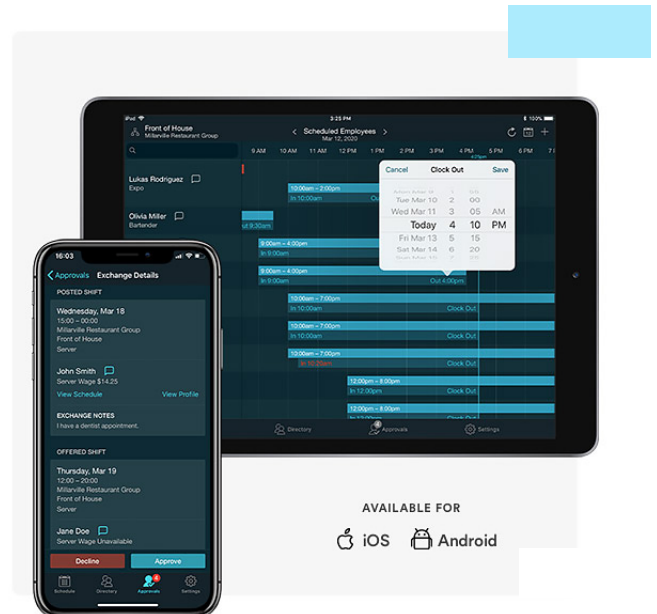 iPad
3:25 PM
100%
Front of House
Millarville Restaurant Group
Scheduled Employees
Mar 12, 2020
9 AM 10 AM 11 AM 12 PM 1 PM 2 PM 3 PM 4 PM 5 PM 6 PM
Cancel Clock Out Save
Tue Mar 10 2 00
Wed Mar 11 3 05 AM
Today 4 10 PM
Fri Mar 13 5 15
Sat Mar 14 6 20
Lukas Rodriguez
Expo
10:00am – 2:00pm
In 10:00am
Olivia Miller
Bartender
9:00am – 4:00pm
In 9:00am
9:00am – 4:00pm
In 9:00am Out 4:00pm
10:00am – 7:00pm
In 10:00am Clock Out
10:00am – 7:00pm
In 10:00am Clock Out
10:00am – 7:00pm
In 10:20am Clock Out
12:00pm – 8:00pm
In 12:00pm Clock Out
12:00pm – 8:00pm
In 12:00pm Clock Out
Directory
4
Approvals
Settings
16:03
Approvals Exchange Details
POSTED SHIFT
Wednesday, Mar 18
15:00 – 00:00
Millarville Restaurant Group
Front of House
Server
John Smith
Server Wage $14.25
View Schedule View Profile
EXCHANGE NOTES
I have a dentist appointment.
OFFERED SHIFT
Thursday, Mar 19
12:00 – 20:00
Millarville Restaurant Group
Front of House
Server
Jane Doe
Server Wage Unavailable
Decline Approve
Schedule Directory Approvals Settings
AVAILABLE FOR
iOS Android